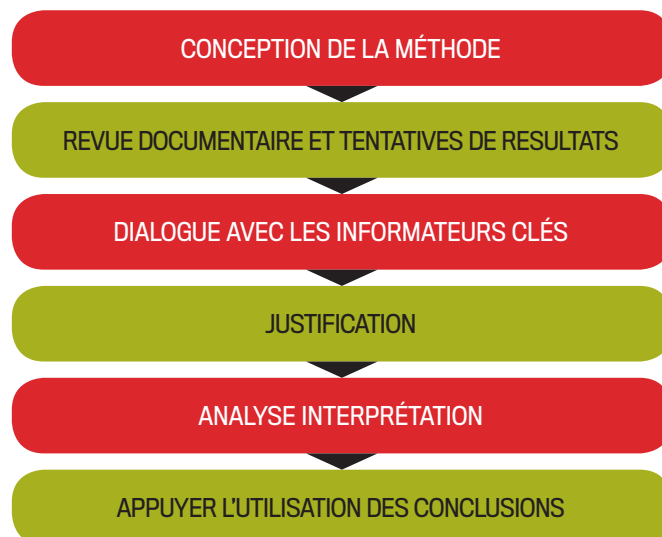 CONCEPTION DE LA MÉTHODE
REVUE DOCUMENTAIRE ET TENTATIVES DE RESULTATS
DIALOGUE AVEC LES INFORMATEURS CLÉS
JUSTIFICATION
ANALYSE INTERPRÉTATION
APPUYER L'UTILISATION DES CONCLUSIONS